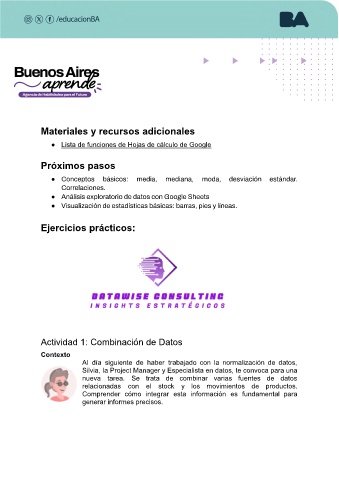 /educacionBA
BA
Buenos Aires
aprende
Agencia de Habilidades para el Futuro
Materiales y recursos adicionales
● Lista de funciones de Hojas de cálculo de Google
Próximos pasos
● Conceptos básicos: media, mediana, moda, desviación estándar.
Correlaciones.
● Análisis exploratorio de datos con Google Sheets
● Visualización de estadísticas básicas: barras, pies y líneas.
Ejercicios prácticos:
DATAWISE CONSULTING
INSIGHTS ESTRATÉGICOS
Actividad 1: Combinación de Datos
Contexto
Al día siguiente de haber trabajado con la normalización de datos,
Silvia, la Project Manager y Especialista en datos, te convoca para una
nueva tarea. Se trata de combinar varias fuentes de datos
relacionadas con el stock y los movimientos de productos.
Comprender cómo integrar esta información es fundamental para
generar informes precisos.